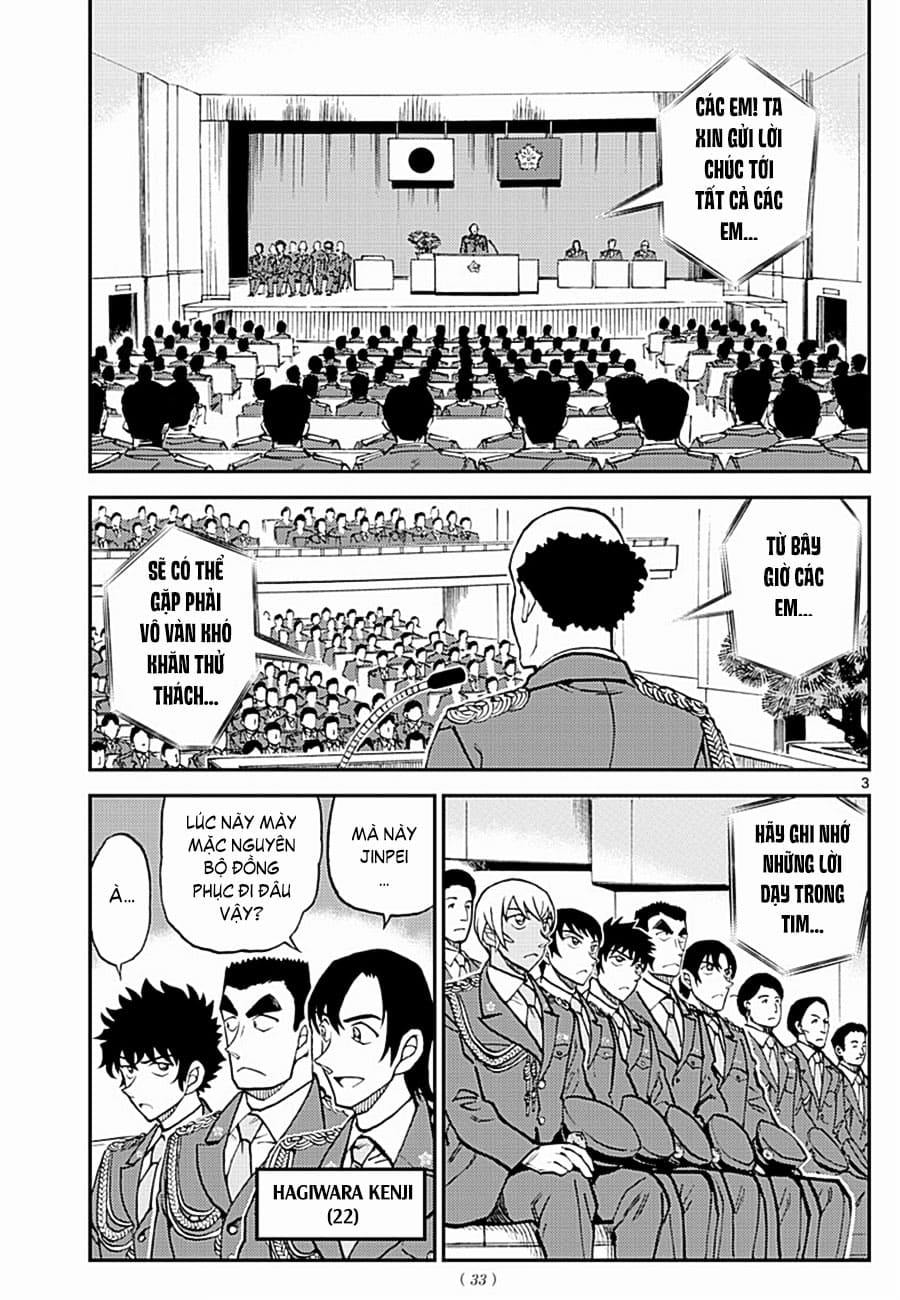 CÁC EM! TA
XIN GỬI LỜI
CHÚC TỚI
TẤT CẢ CÁC
EM...
TỪ BÂY
GIỜ CÁC
EM...
SẼ CÓ THỂ
GẶP PHẢI
VÔ VÀN KHÓ
KHĂN THỬ
THÁCH...
3
HÃY GHI NHỚ
NHỮNG LỜI
DẠY TRONG
TIM...
MÀ NÀY
JINPEI
...
LÚC NÃY MÀY
MẶC NGUYÊN
BỘ ĐỒNG
PHỤC ĐI ĐÂU
VẬY?
À...
HAGIWARA KENJI
(22)
( 33 )